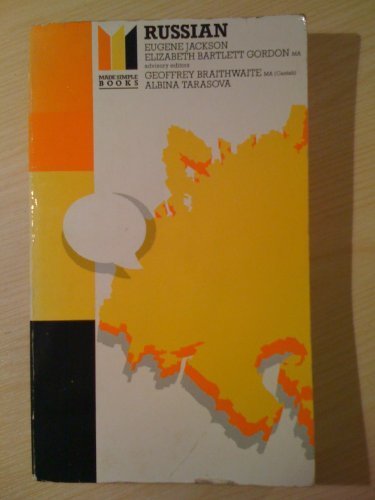 RUSSIAN
EUGENE JACKSON
ELIZABETH BARTLETT GORDON MA
advisory editors
GEOFFREY BRAITHWAITE MA (Cantab)
ALBINA TARASOVA
MADE SIMPLE
BOOKS